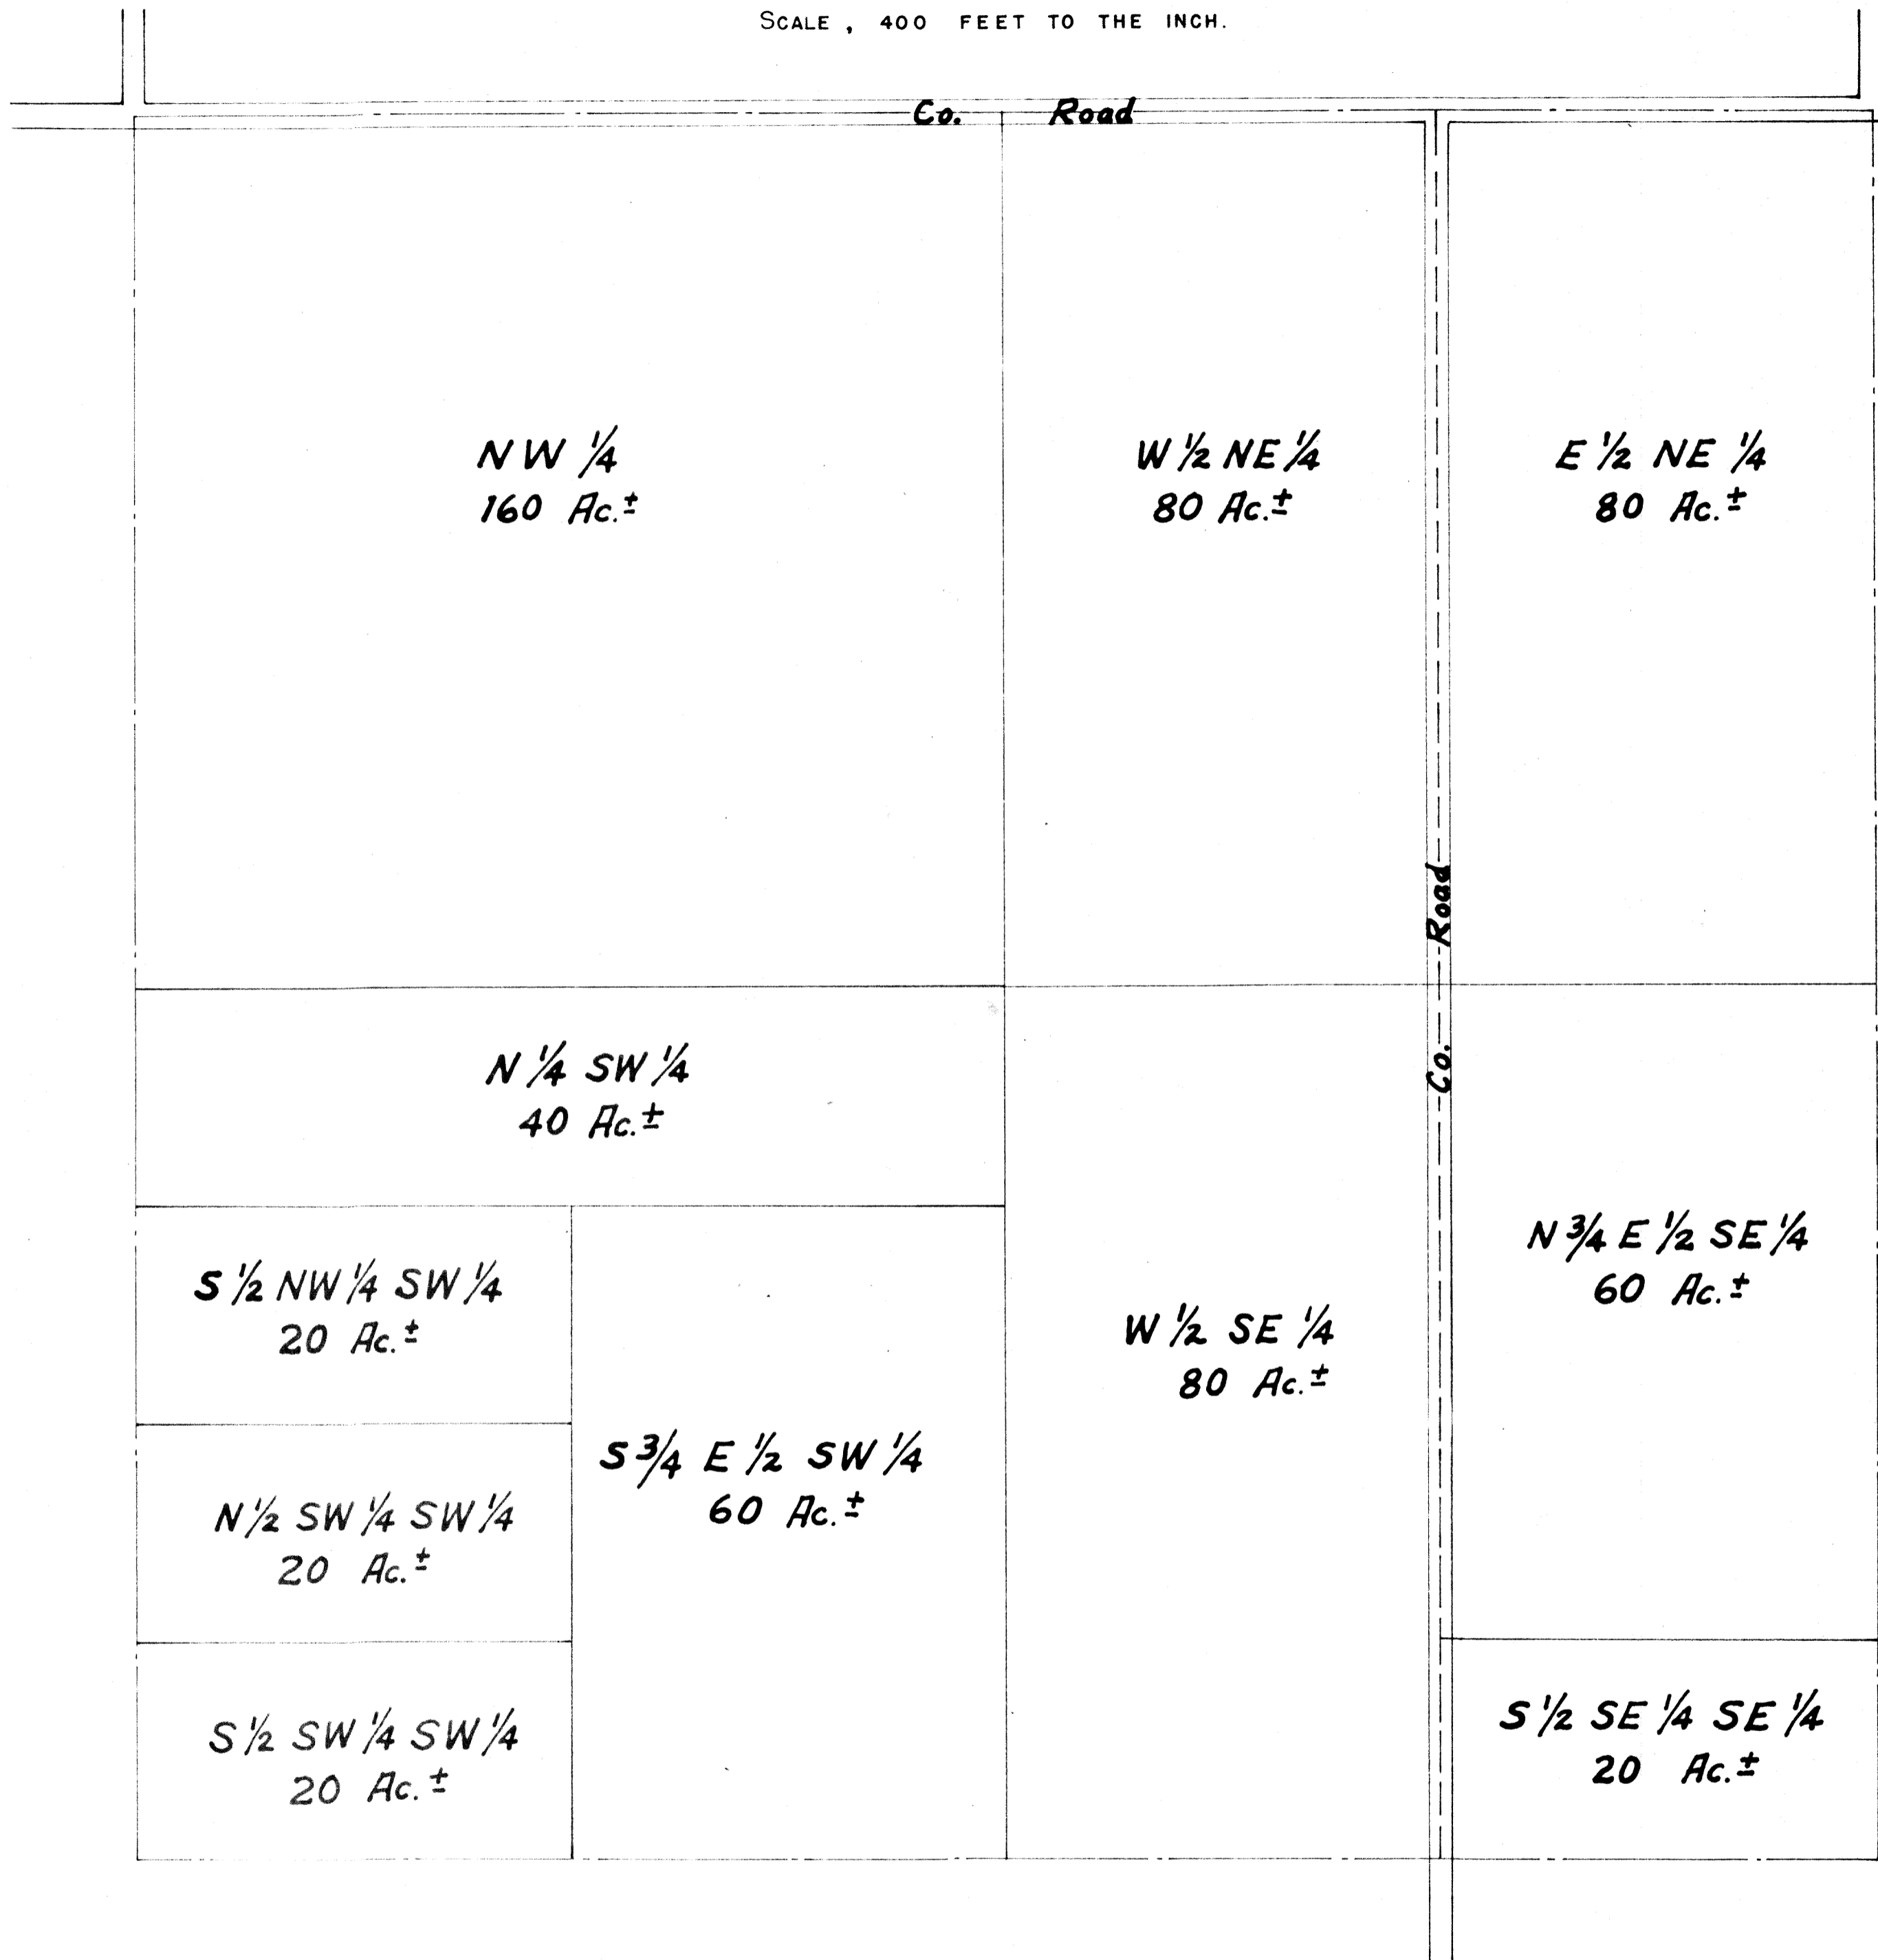 SCALE, 400 FEET TO THE INCH.
Co. Road
NW 1/4
160 Ac.±
W 1/2 NE 1/4
80 Ac.±
E 1/2 NE 1/4
80 Ac.±
Co. Road
N 1/4 SW 1/4
40 Ac.±
S 1/2 NW 1/4 SW 1/4
20 Ac.±
N 3/4 E 1/2 SE 1/4
60 Ac.±
W 1/2 SE 1/4
80 Ac.±
S 3/4 E 1/2 SW 1/4
60 Ac.±
N 1/2 SW 1/4 SW 1/4
20 Ac.±
S 1/2 SW 1/4 SW 1/4
20 Ac.±
S 1/2 SE 1/4 SE 1/4
20 Ac.±